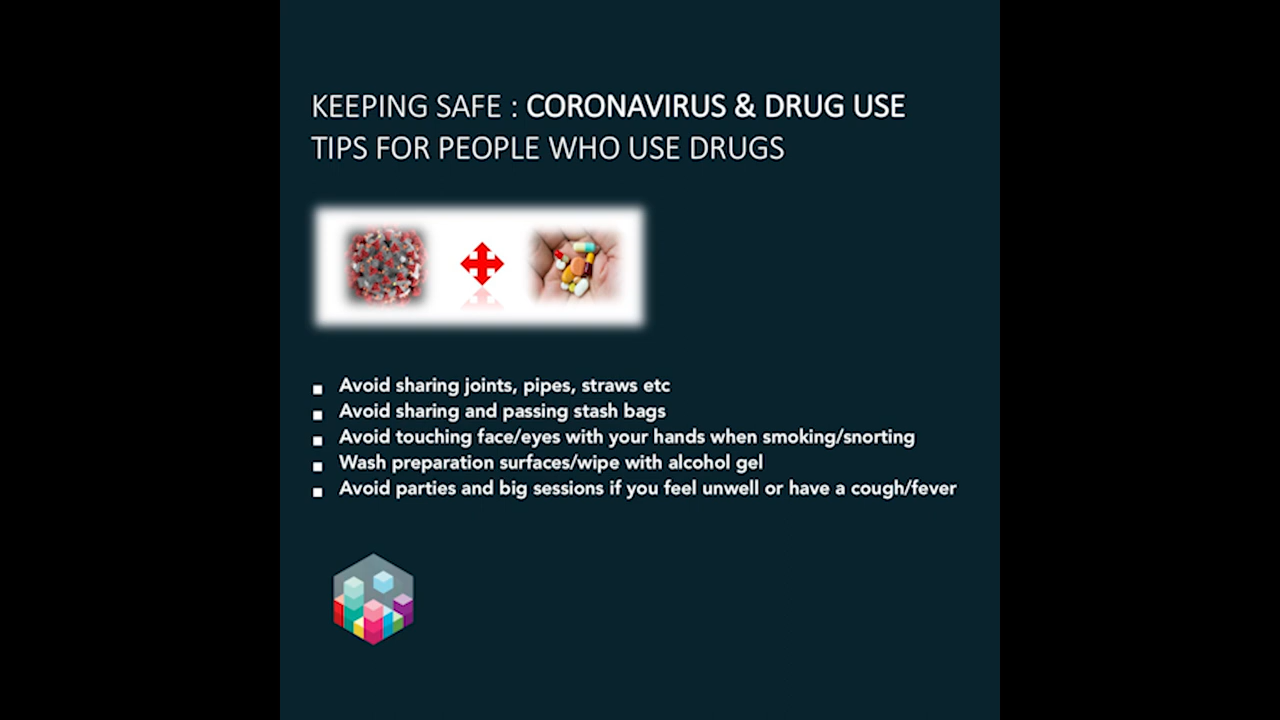 KEEPING SAFE : CORONAVIRUS & DRUG USE
TIPS FOR PEOPLE WHO USE DRUGS
Avoid sharing joints, pipes, straws etc
Avoid sharing and passing stash bags
Avoid touching face/eyes with your hands when smoking/snorting
Wash preparation surfaces/wipe with alcohol gel
Avoid parties and big sessions if you feel unwell or have a cough/fever